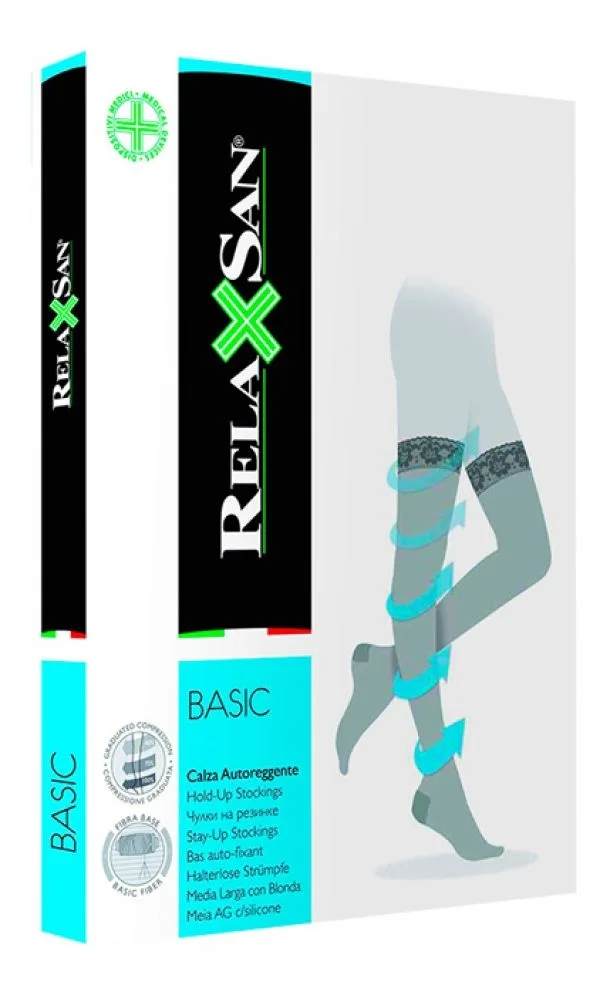 RELAXSAN®
BASIC
DISPOSITIVI MEDICI • MEDICAL DEVICES •
GRADUATED COMPRESSION
• COMPRESSIONE GRADUATA •
70%
100%
FIBRA BASE
BASIC FIBER
RELAXSAN®
BASIC
Calza Autoreggente
Hold-Up Stockings
Чулки на резинке
Stay-Up Stockings
Bas auto-fixant
Halterlose Strümpfe
Media Larga con Blonda
Meia AG c/silicone